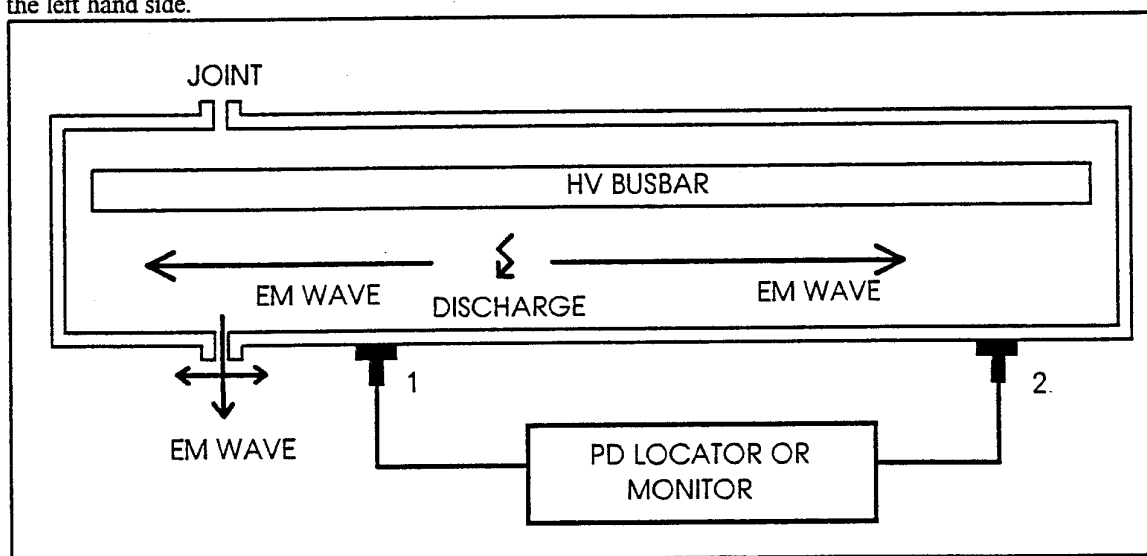 the left hand side.
JOINT
HV BUSBAR
EM WAVE
DISCHARGE
EM WAVE
1
2.
EM WAVE
PD LOCATOR OR
MONITOR